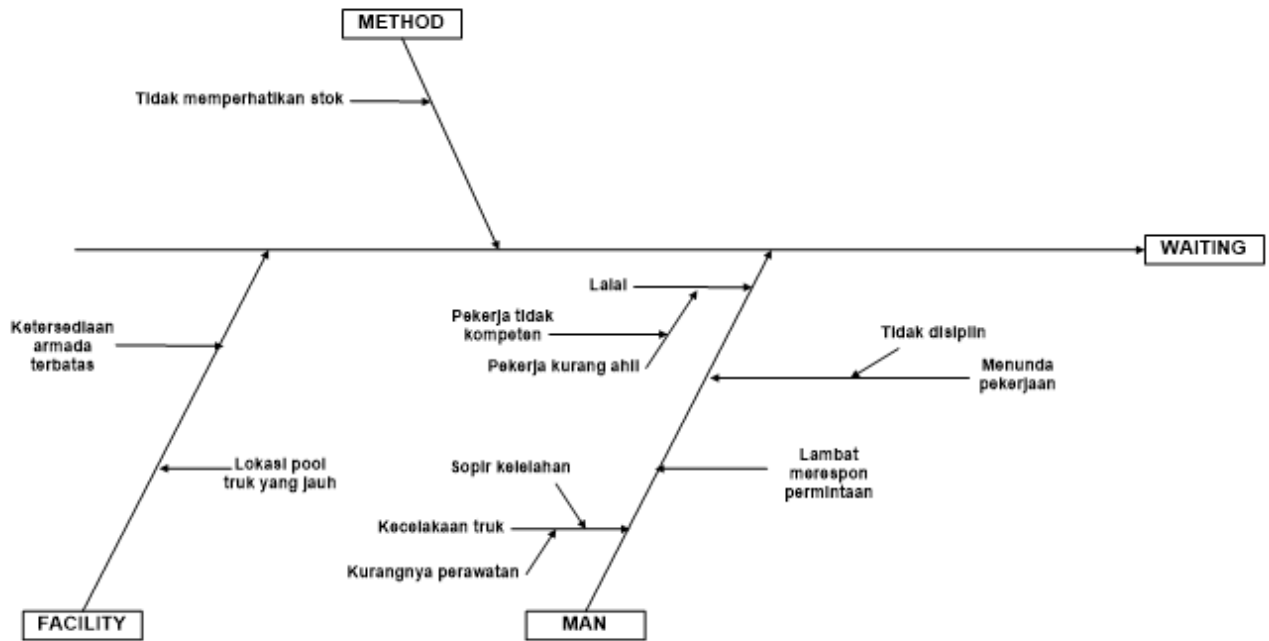 METHOD
Tidak memperhatikan stok
WAITING
Lalai
Pekerja tidak
kompeten
Pekerja kurang ahli
Tidak disiplin
Menunda
pekerjaan
Ketersediaan
armada
terbatas
Lokasi pool
truk yang jauh
Sopir kelelahan
Lambat
merespon
permintaan
Kecelakaan truk
Kurangnya perawatan
FACILITY
MAN